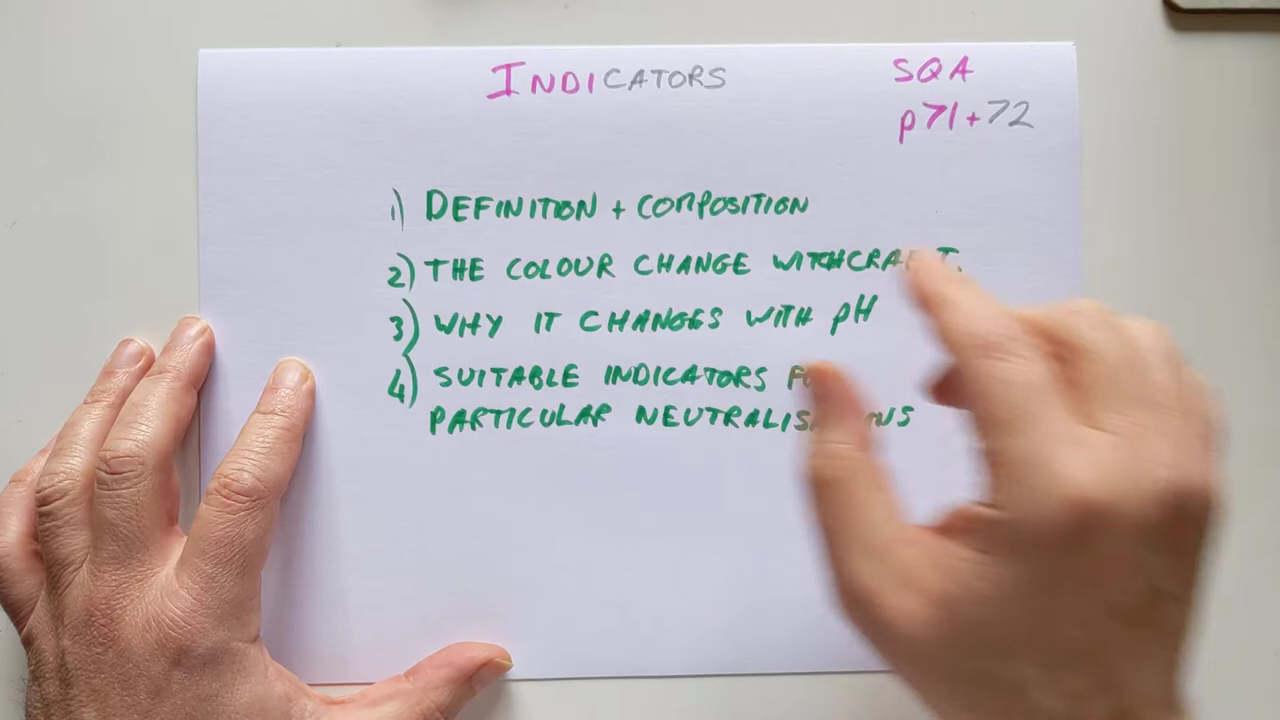 INDICATORS
SQA
p71+72
1) DEFINITION + COMPOSITION
2) THE COLOUR CHANGE WITCHCRAFT.
3) WHY IT CHANGES WITH pH
4) SUITABLE INDICATORS
PARTICULAR NEUTRALISATIONS